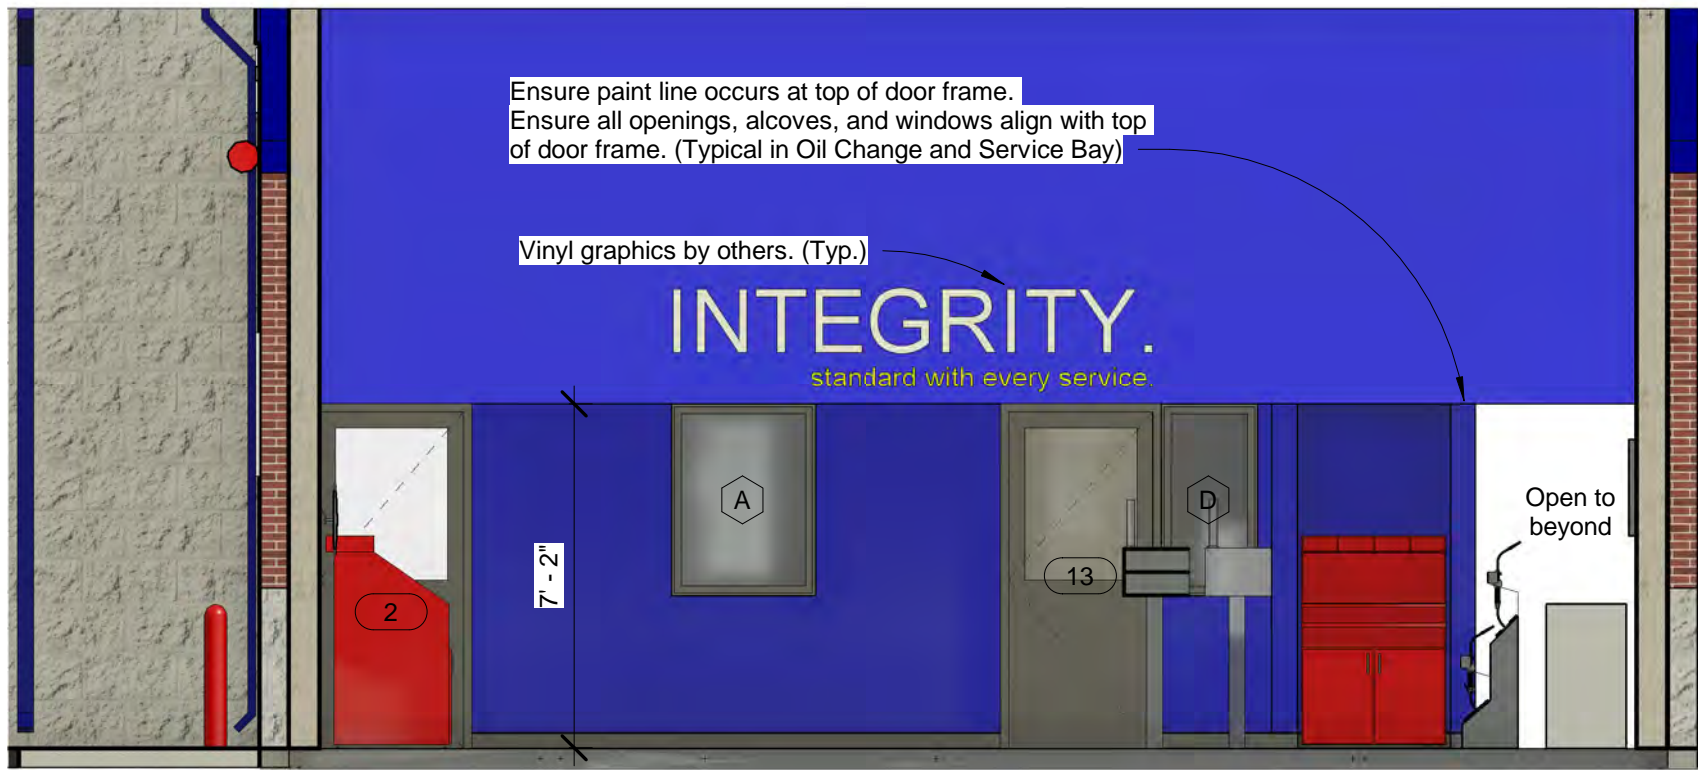 Ensure paint line occurs at top of door frame.
Ensure all openings, alcoves, and windows align with top
of door frame. (Typical in Oil Change and Service Bay)
Vinyl graphics by others. (Typ.)
INTEGRITY.
standard with every service.
A
D
Open to
beyond
7' - 2"
13
2